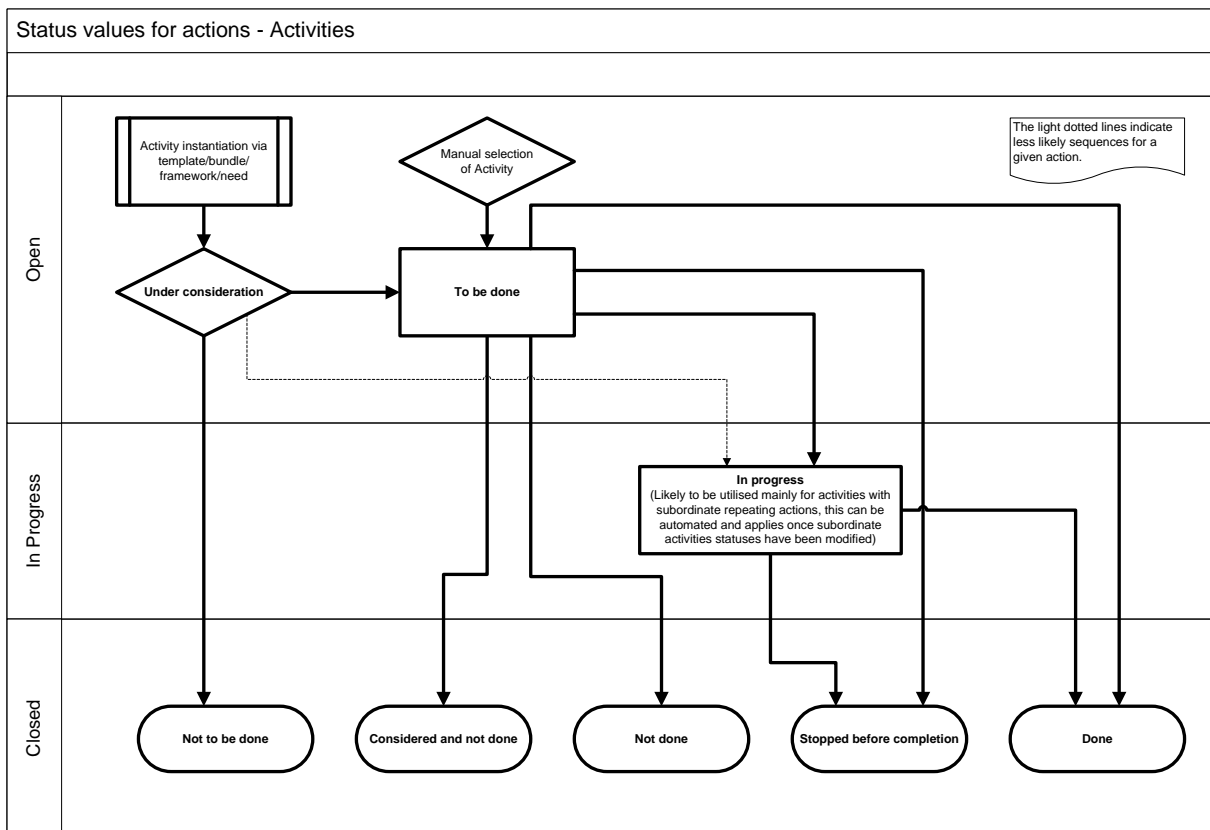 Status values for actions - Activities
Open
Activity instantiation via
template/bundle/
framework/need
Manual selection
of Activity
The light dotted lines indicate
less likely sequences for a
given action.
Under consideration
To be done
In Progress
In progress
(Likely to be utilised mainly for activities with
subordinate repeating actions, this can be
automated and applies once subordinate
activities statuses have been modified)
Closed
Not to be done
Considered and not done
Not done
Stopped before completion
Done